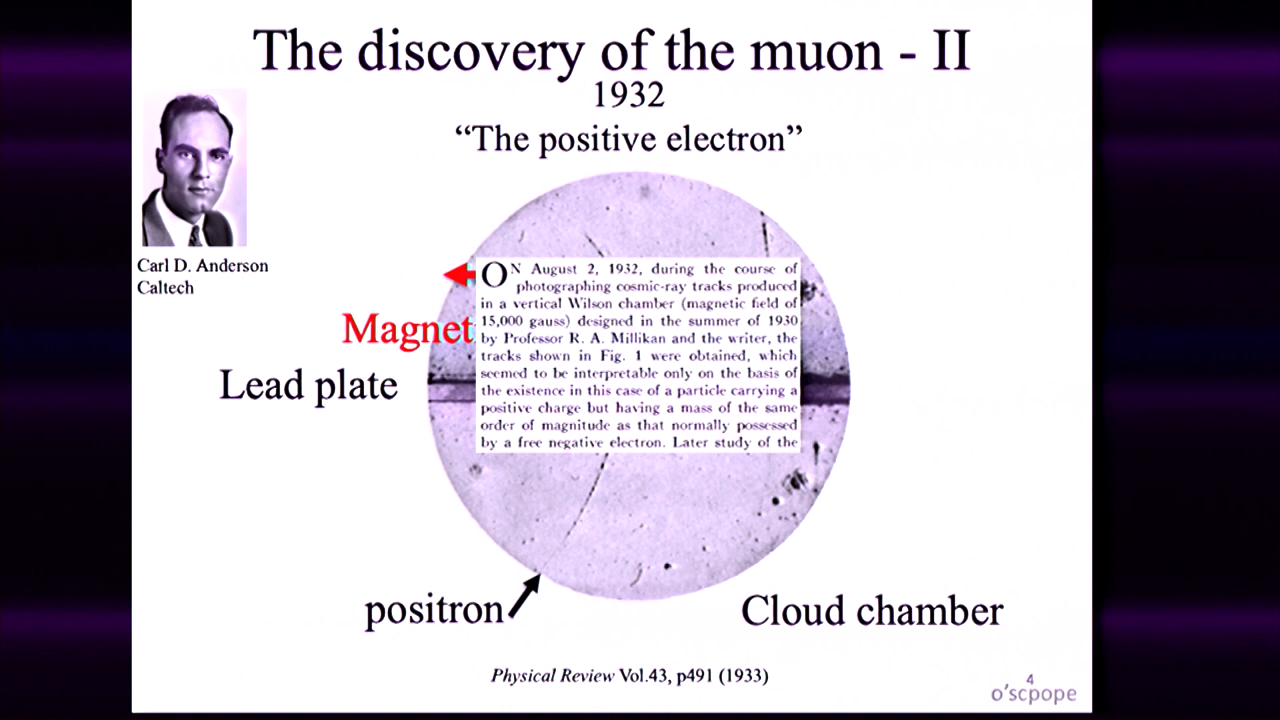 The discovery of the muon - II
1932
“The positive electron”
Carl D. Anderson
Caltech
ON August 2, 1932, during the course of
photographing cosmic-ray tracks produced
in a vertical Wilson chamber (magnetic field of
15,000 gauss) designed in the summer of 1930
by Professor R. A. Millikan and the writer, the
tracks shown in Fig. 1 were obtained, which
seemed to be interpretable only on the basis of
the existence in this case of a particle carrying a
positive charge but having a mass of the same
order of magnitude as that normally possessed
by a free negative electron. Later study of the
Magnet
Lead plate
positron
Cloud chamber
Physical Review Vol.43, p491 (1933)
4
o’scpope